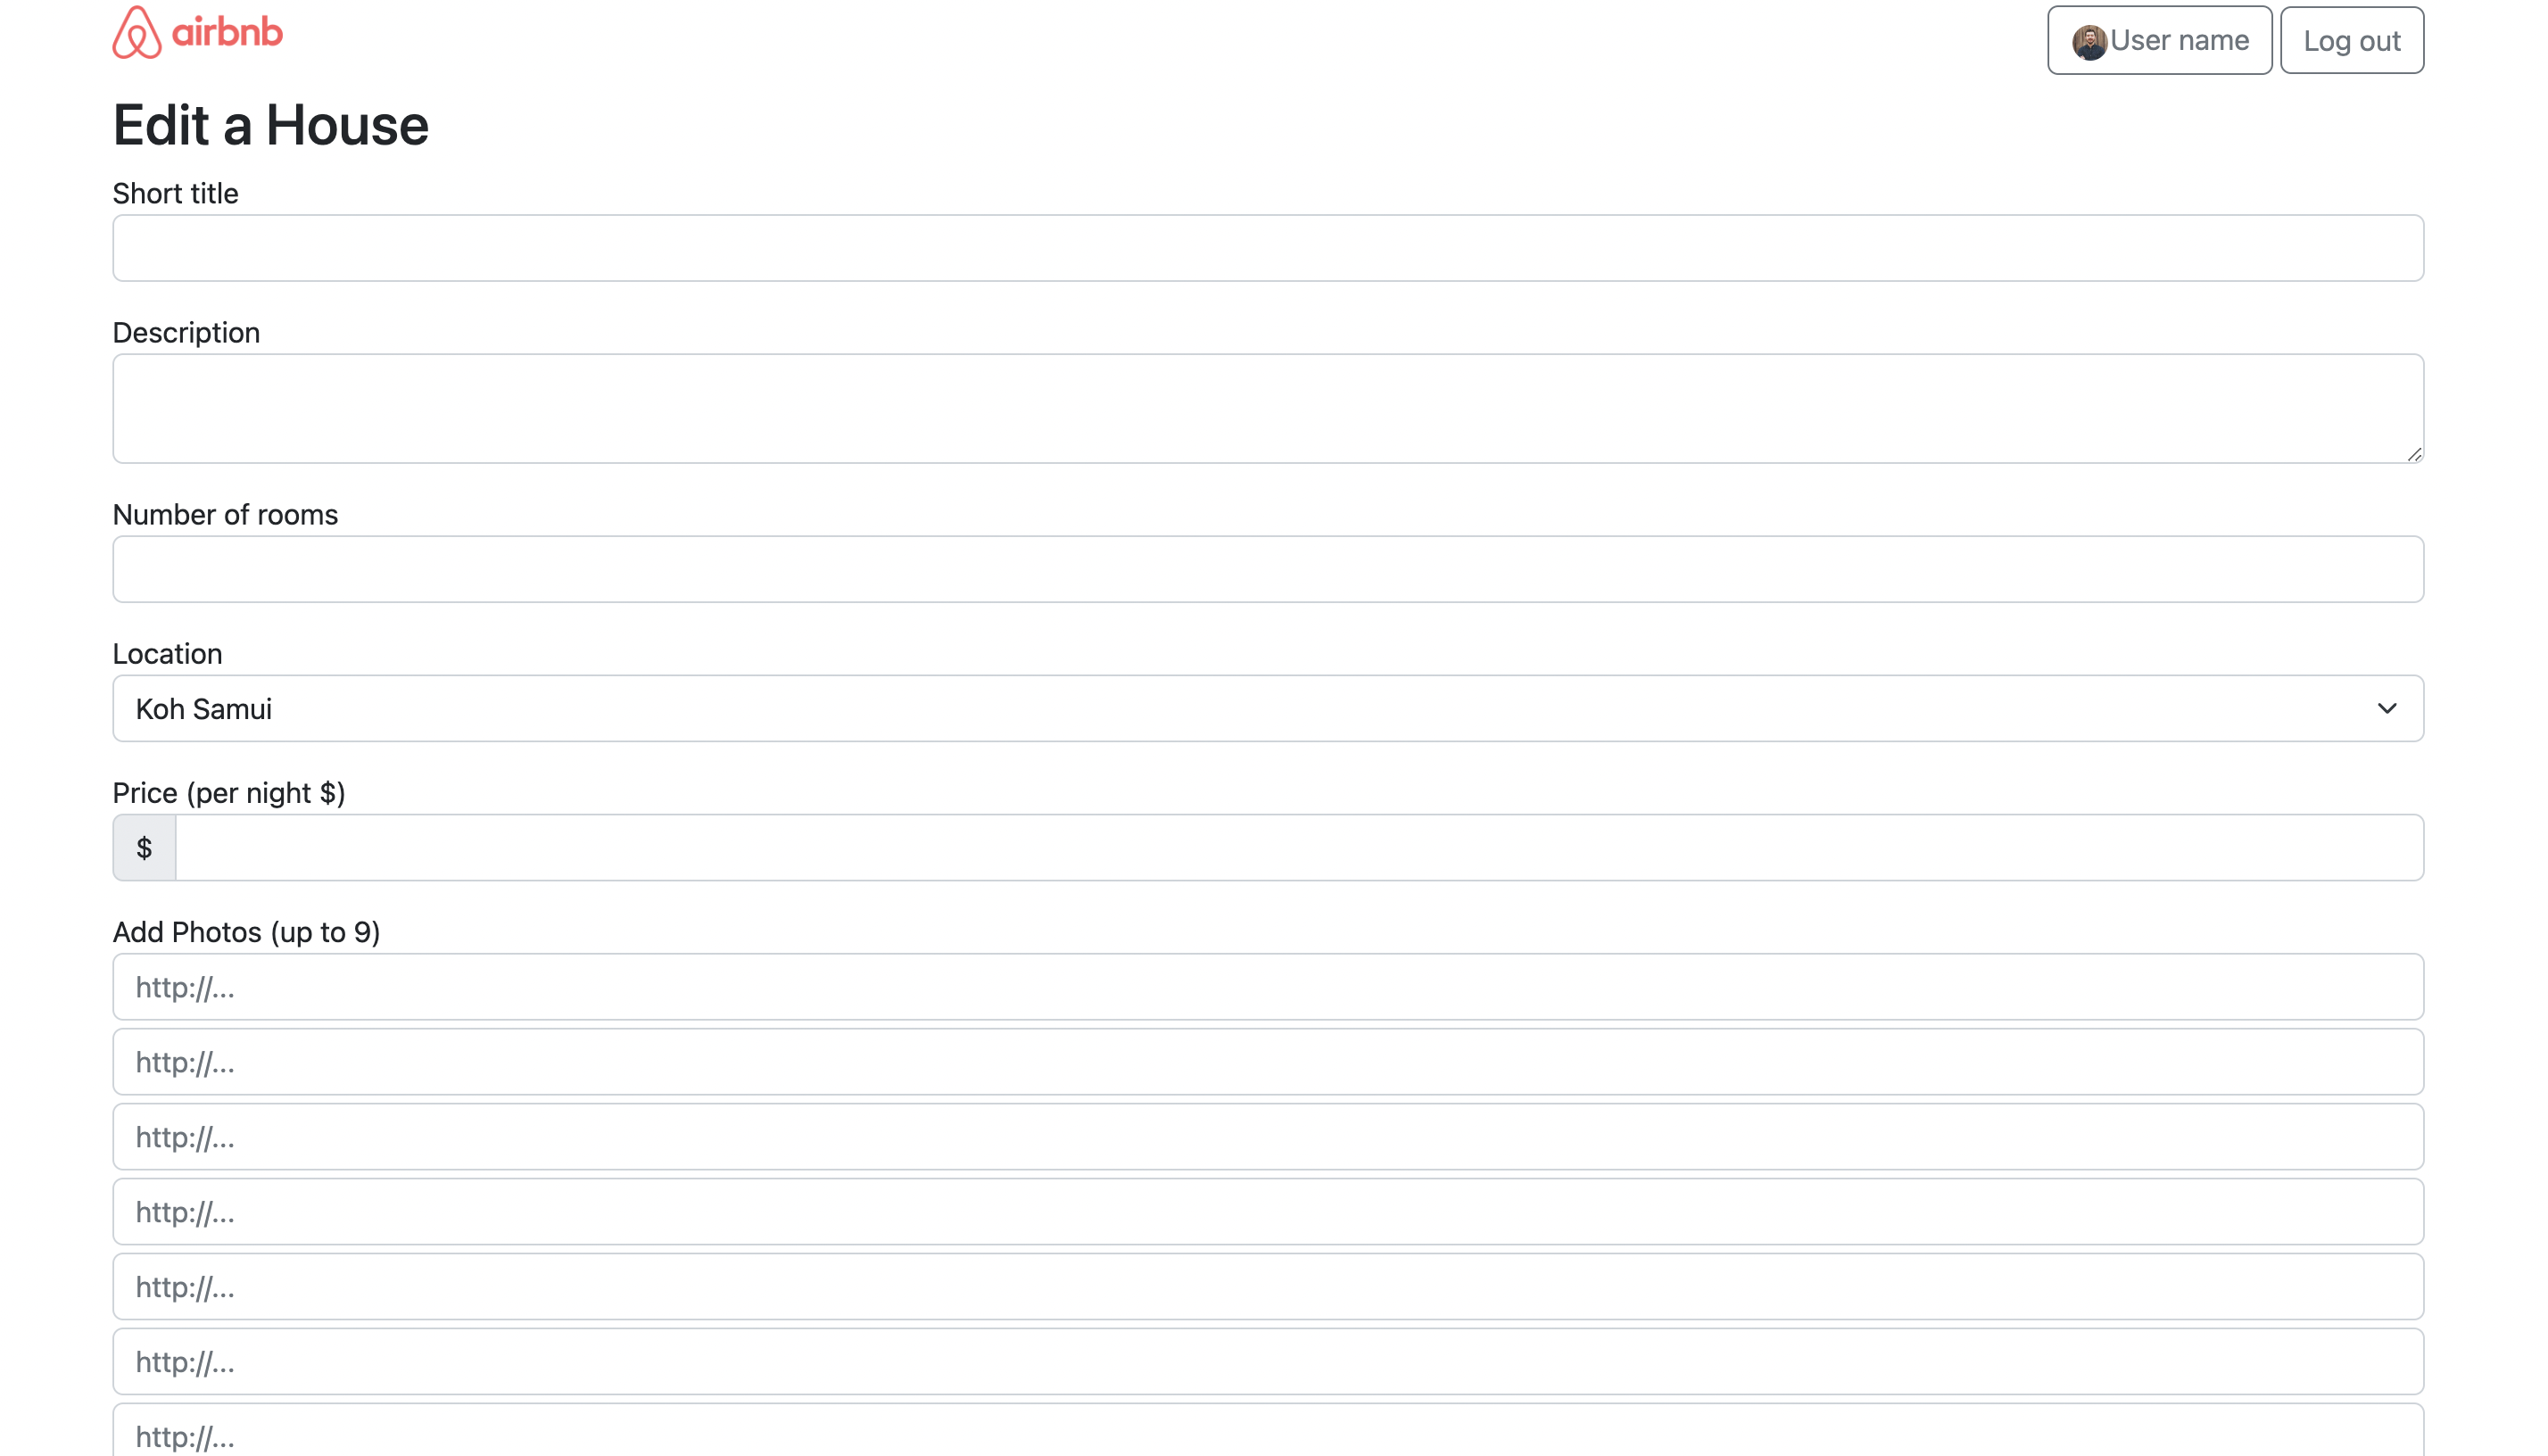 airbnb
User name
Log out
Edit a House
Short title
Description
Number of rooms
Location
Koh Samui
Price (per night $)
$
Add Photos (up to 9)
http://...
http://...
http://...
http://...
http://...
http://...
http://...